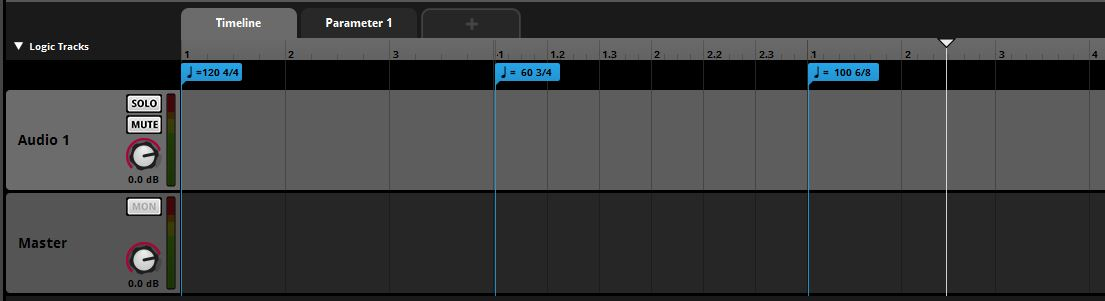 Timeline Parameter 1 +
Logic Tracks
1 2 3 1 1.2 1.3 2 2.2 2.3 1 2 3 4
♩ =120 4/4 ♩ = 60 3/4 ♩ = 100 6/8
SOLO
Audio 1
MUTE
0.0 dB
MON
Master
0.0 dB